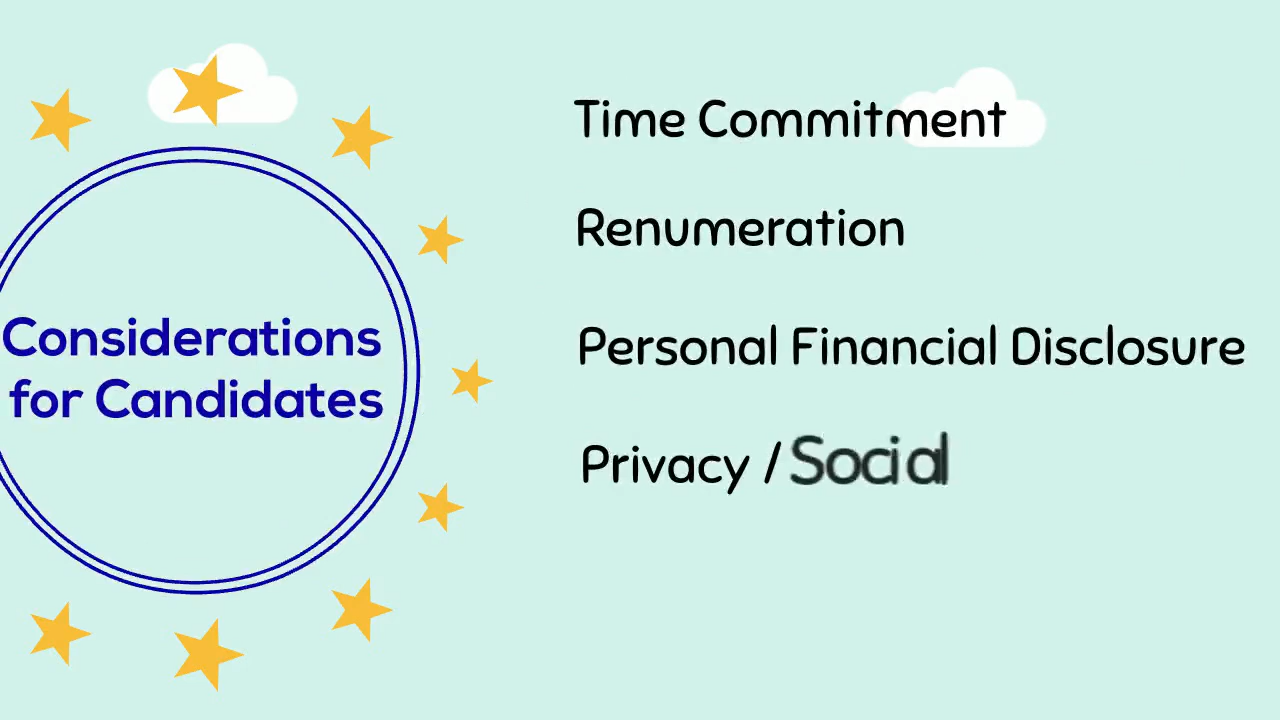 Considerations
for Candidates
Time Commitment
Renumeration
Personal Financial Disclosure
Privacy / Social